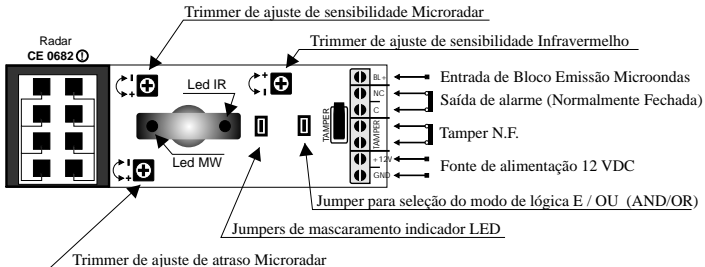 Trimmer de ajuste de sensibilidade Microradar
Trimmer de ajuste de sensibilidade Infravermelho
Radar
CE 0682
Led IR
Led MW
TAMPER
BL+
NC
C
TAMPER
+12V
GND
Entrada de Bloco Emissão Microondas
Saída de alarme (Normalmente Fechada)
Tamper N.F.
Fonte de alimentação 12 VDC
Jumper para seleção do modo de lógica E / OU (AND/OR)
Jumpers de mascaramento indicador LED
Trimmer de ajuste de atraso Microradar